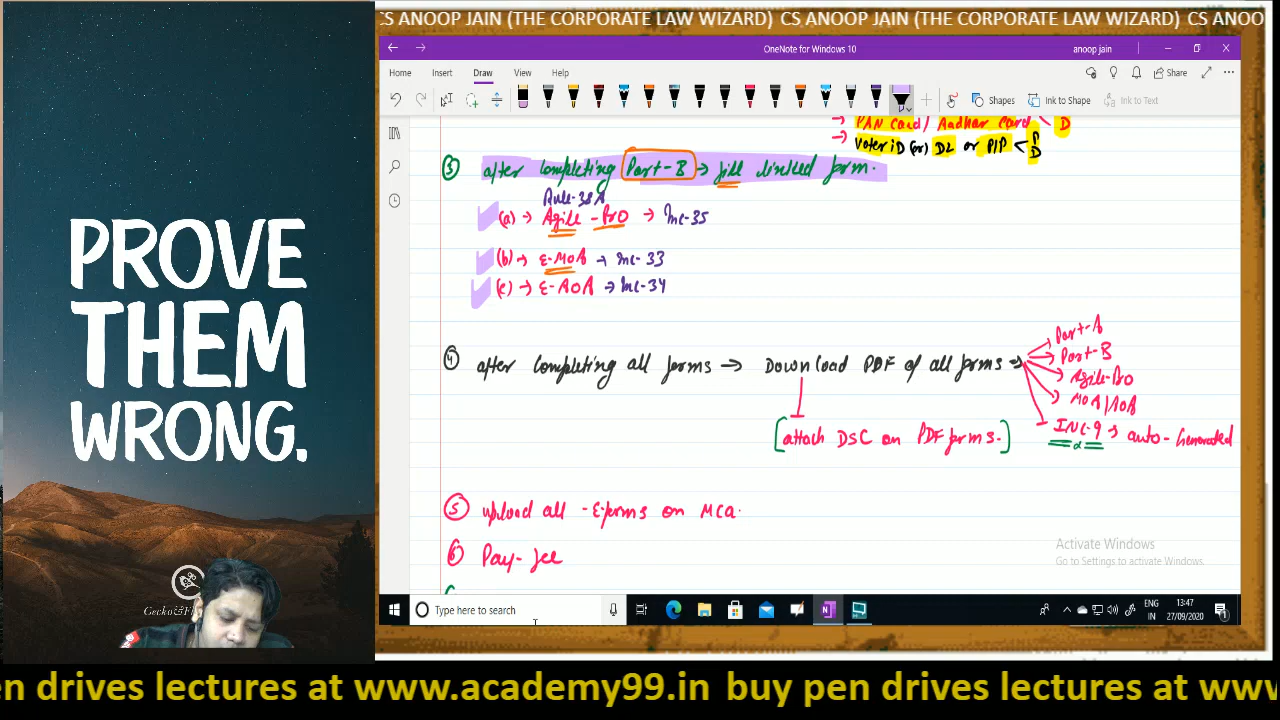 CS ANOOP JAIN (THE CORPORATE LAW WIZARD) CS ANOOP JAIN (THE CORPORATE LAW WIZARD) CS ANOO
OneNote for Windows 10
anoop jain
Home Insert Draw View Help
Share
Shapes Ink to Shape Ink to Text
→ PAN Card / Aadhar Card < D
→ Voter iD (or) DL or P/P < P D
③ after completing Part-B → fill linked form.
Rule-38A
(a) → Agile-PrO → Inc-35
(b) → E-MOA → Inc-33
(c) → E-AOA → Inc-34
④ after completing all forms → Download PDF of all forms →
Part-A
Part-B
Agile-PrO
MOA/AOA
INC-9 → auto-Generated
[attach DSC on PDF forms.]
⑤ upload all -Eforms on MCA.
⑥ Pay-fee
PROVE
THEM
WRONG.
Activate Windows
Go to Settings to activate Windows.
Type here to search
ENG
IN
13:47
27/09/2020
1
en drives lectures at www.academy99.in buy pen drives lectures at www